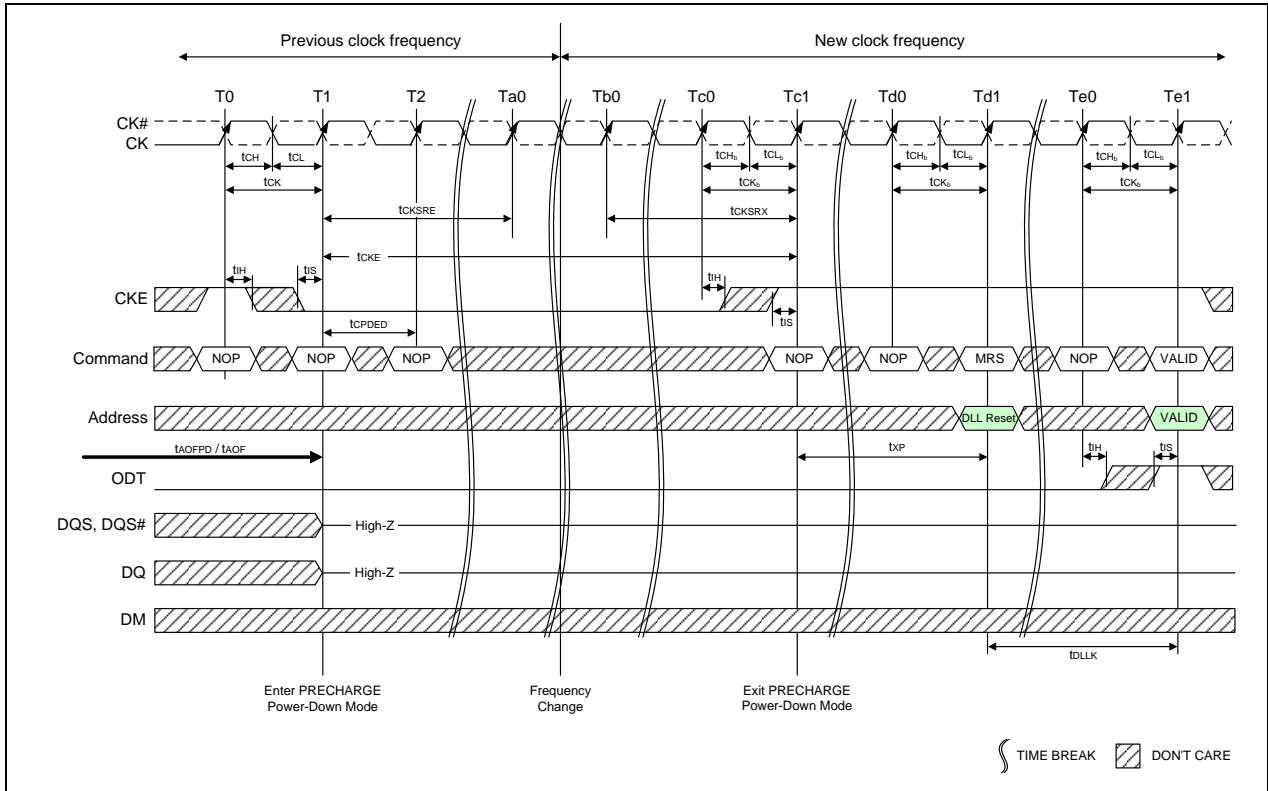 Previous clock frequency New clock frequency
T0 T1 T2 Ta0 Tb0 Tc0 Tc1 Td0 Td1 Te0 Te1
CK#
CK
tCH tCL tCHb tCLb tCHb tCLb tCHb tCLb
tCK tCKb tCKb tCKb
tCKSRE tCKSRX
tCKE
tIH tIS tIH
CKE
tIS
tCPDED
Command NOP NOP NOP NOP NOP MRS NOP VALID
Address DLL Reset VALID
tAOFPD / tAOF tXP tIH tIS
ODT
DQS, DQS# High-Z
DQ High-Z
DM
tDLLK
Enter PRECHARGE
Power-Down Mode
Frequency
Change
Exit PRECHARGE
Power-Down Mode
TIME BREAK DON'T CARE